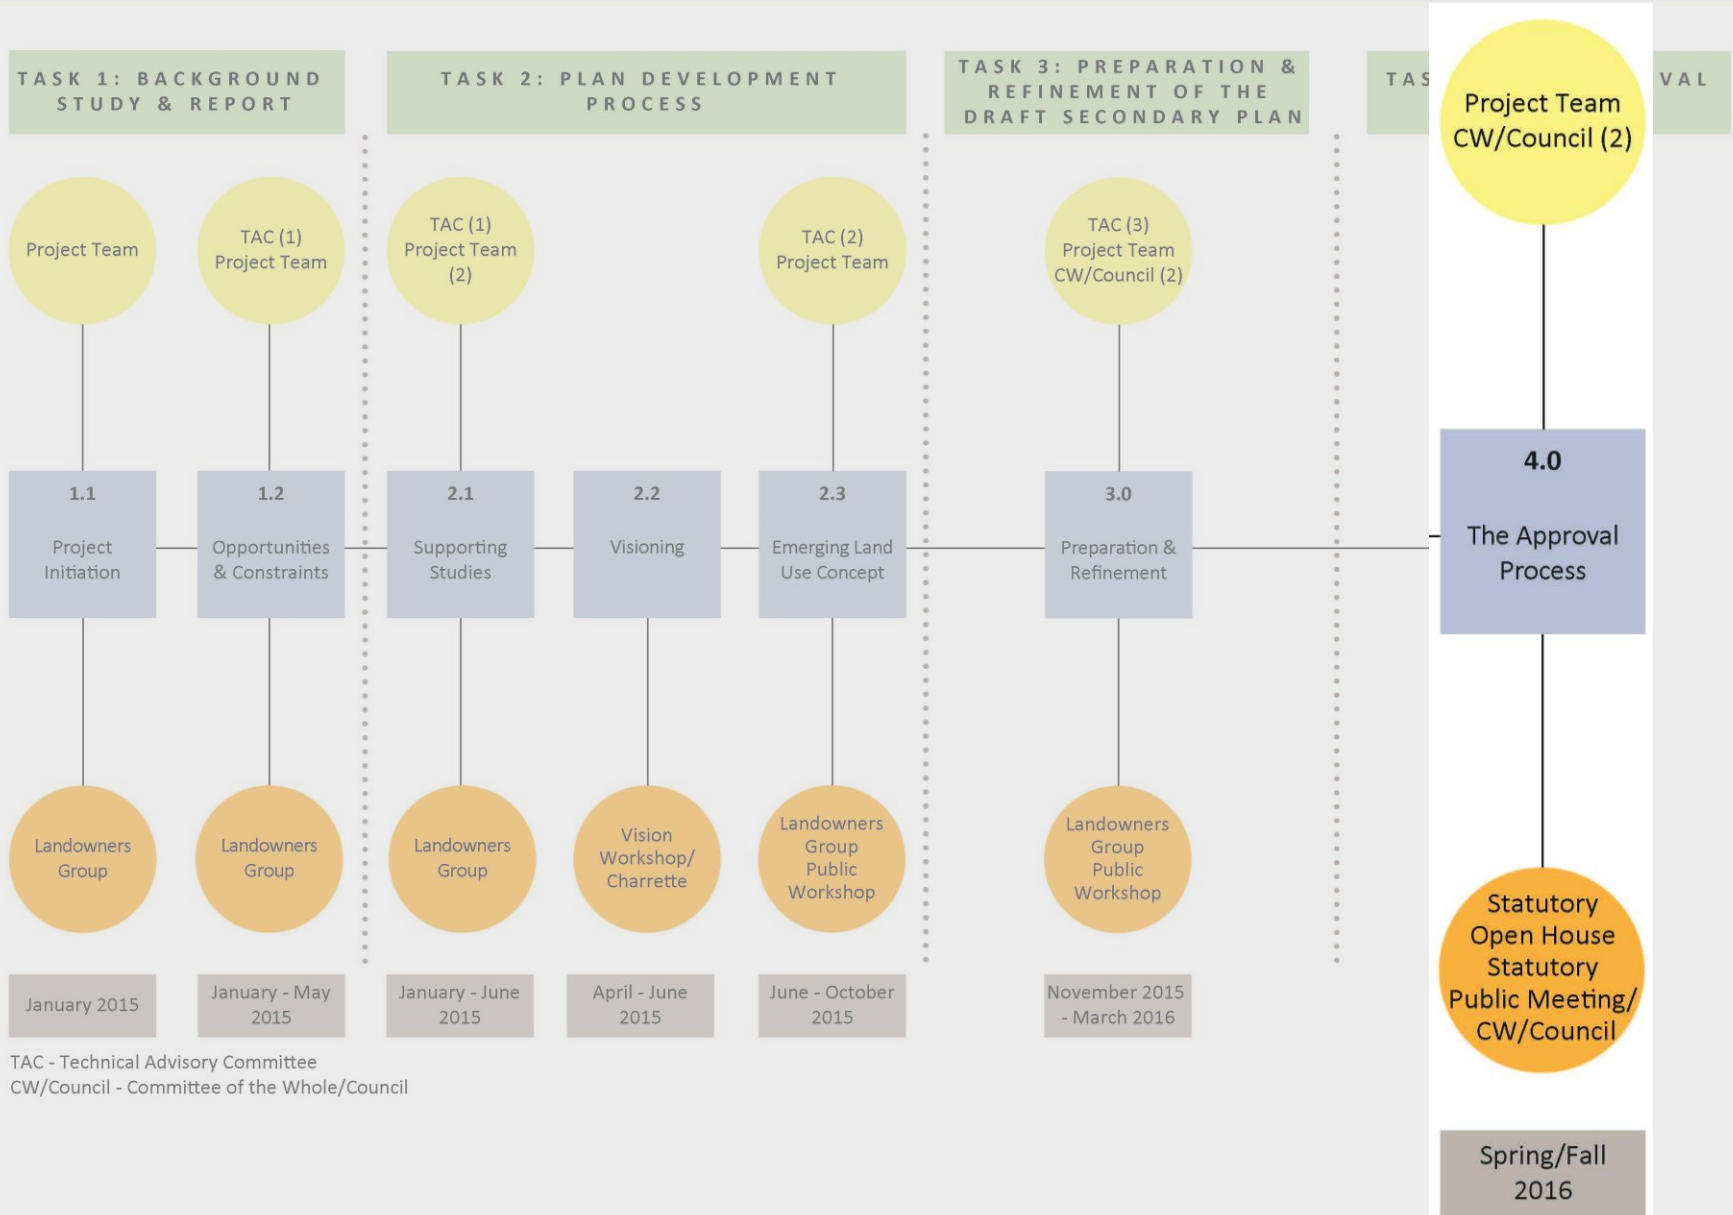 TASK 1: BACKGROUND
STUDY & REPORT
TASK 2: PLAN DEVELOPMENT
PROCESS
TASK 3: PREPARATION &
REFINEMENT OF THE
DRAFT SECONDARY PLAN
Project Team
TAC (1)
Project Team
TAC (1)
Project Team
(2)
TAC (2)
Project Team
TAC (3)
Project Team
CW/Council (2)
Project Team
CW/Council (2)
1.1
Project
Initiation
1.2
Opportunities
& Constraints
2.1
Supporting
Studies
2.2
Visioning
2.3
Emerging Land
Use Concept
3.0
Preparation &
Refinement
4.0
The Approval
Process
Landowners
Group
Landowners
Group
Landowners
Group
Vision
Workshop/
Charrette
Landowners
Group
Public
Workshop
Landowners
Group
Public
Workshop
Statutory
Open House
Statutory
Public Meeting/
CW/Council
January 2015
January - May
2015
January - June
2015
April - June
2015
June - October
2015
November 2015
- March 2016
Spring/Fall
2016
TAC - Technical Advisory Committee
CW/Council - Committee of the Whole/Council